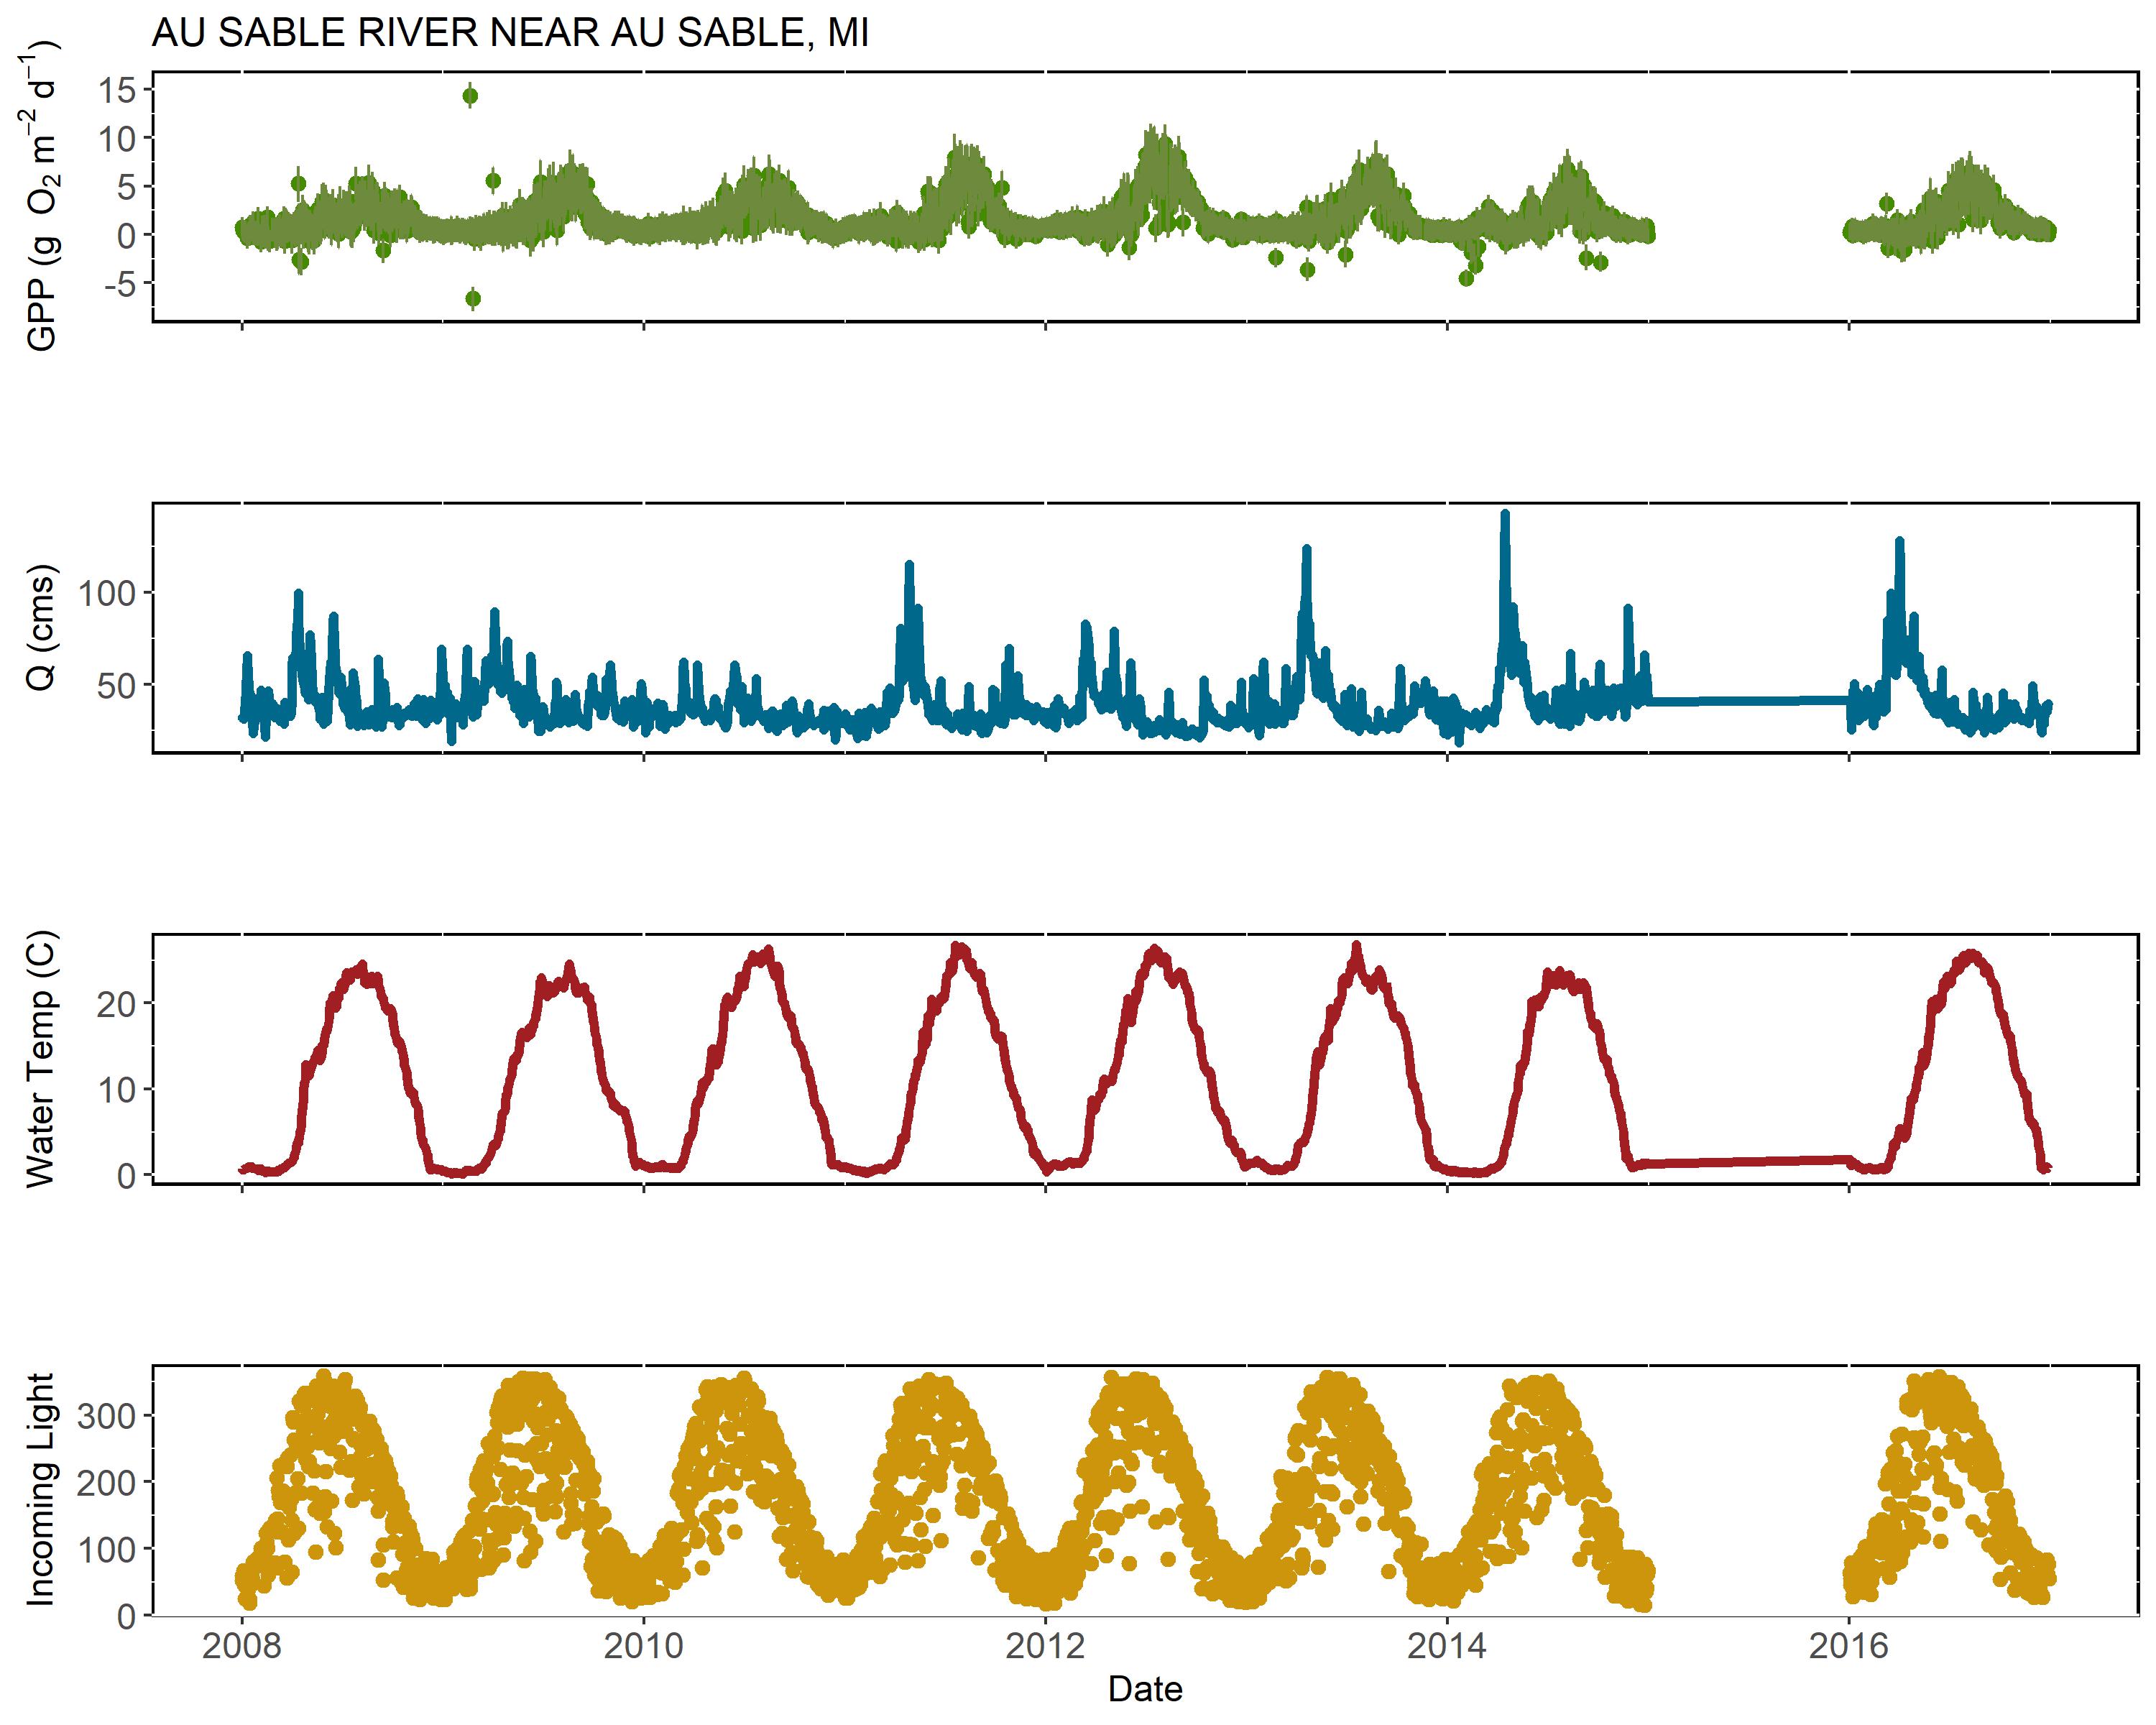 AU SABLE RIVER NEAR AU SABLE, MI
GPP (g O₂ m⁻² d⁻¹)
15
10
5
0
-5
Q (cms)
100
50
Water Temp (C)
20
10
0
Incoming Light
300
200
100
0
2008 2010 2012 2014 2016
Date